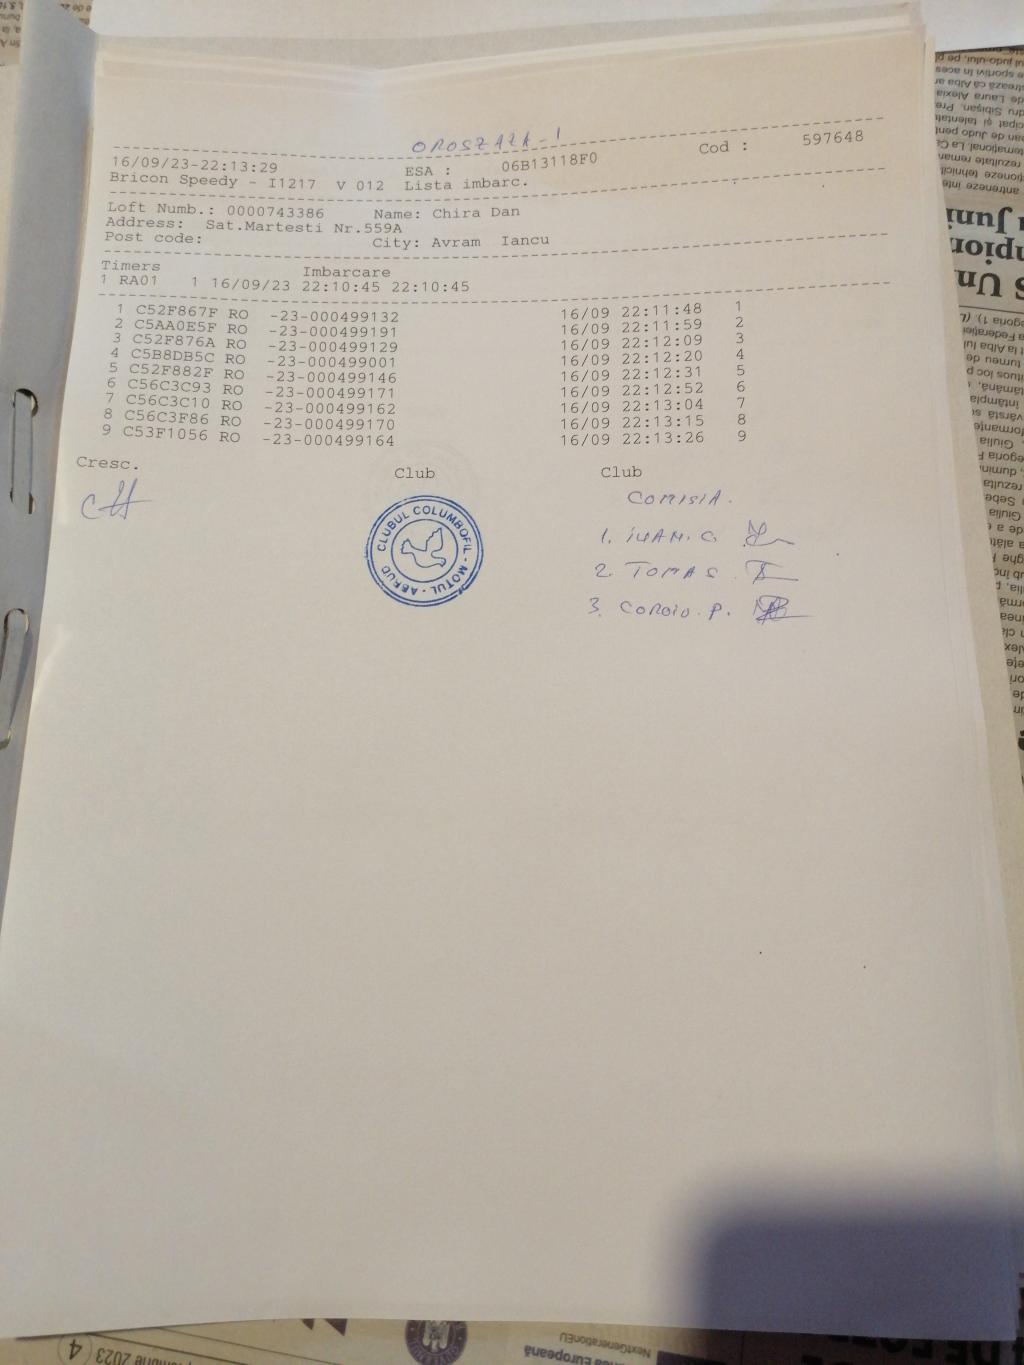 OROSZAZA-1
16/09/23-22:13:29 ESA : 06B13118F0 Cod : 597648
Bricon Speedy - I1217 V 012 Lista imbarc.
Loft Numb.: 0000743386 Name: Chira Dan
Address: Sat.Martesti Nr.559A
Post code: City: Avram Iancu
Timers Imbarcare
1 RA01 1 16/09/23 22:10:45 22:10:45
1 C52F867F RO -23-000499132 16/09 22:11:48 1
2 C5AA0E5F RO -23-000499191 16/09 22:11:59 2
3 C52F876A RO -23-000499129 16/09 22:12:09 3
4 C5B8DB5C RO -23-000499001 16/09 22:12:20 4
5 C52F882F RO -23-000499146 16/09 22:12:31 5
6 C56C3C93 RO -23-000499171 16/09 22:12:52 6
7 C56C3C10 RO -23-000499162 16/09 22:13:04 7
8 C56C3F86 RO -23-000499170 16/09 22:13:15 8
9 C53F1056 RO -23-000499164 16/09 22:13:26 9
Cresc. Club Club
COMISIA.
1. IUAN. G.
2. TOMA S.
3. COROIU. P.
CLUBUL COLUMBOFIL - MOTUL - ABRUD
NextGenerationEU
4
2023